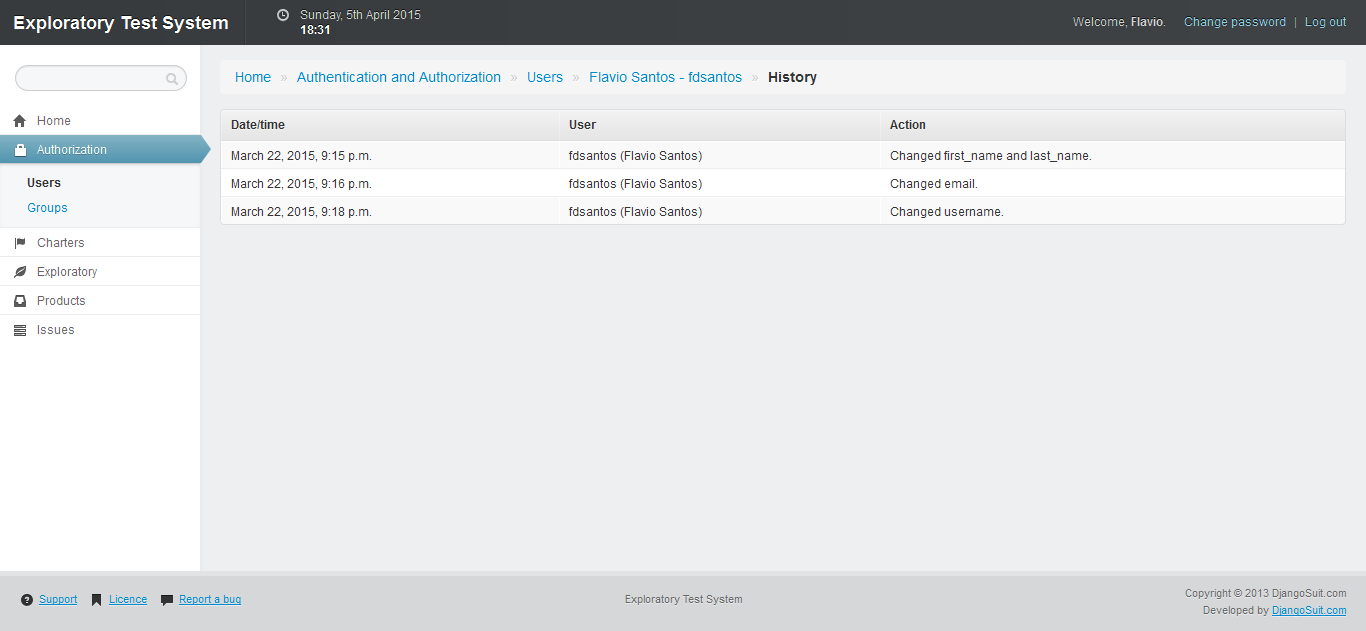 Exploratory Test System
Sunday, 5th April 2015
18:31
Welcome, Flavio. Change password | Log out
Home » Authentication and Authorization » Users » Flavio Santos - fdsantos » History
Home
Authorization
Users
Groups
Charters
Exploratory
Products
Issues
Date/time User Action
March 22, 2015, 9:15 p.m. fdsantos (Flavio Santos) Changed first_name and last_name.
March 22, 2015, 9:16 p.m. fdsantos (Flavio Santos) Changed email.
March 22, 2015, 9:18 p.m. fdsantos (Flavio Santos) Changed username.
Support Licence Report a bug
Exploratory Test System
Copyright © 2013 DjangoSuit.com
Developed by DjangoSuit.com